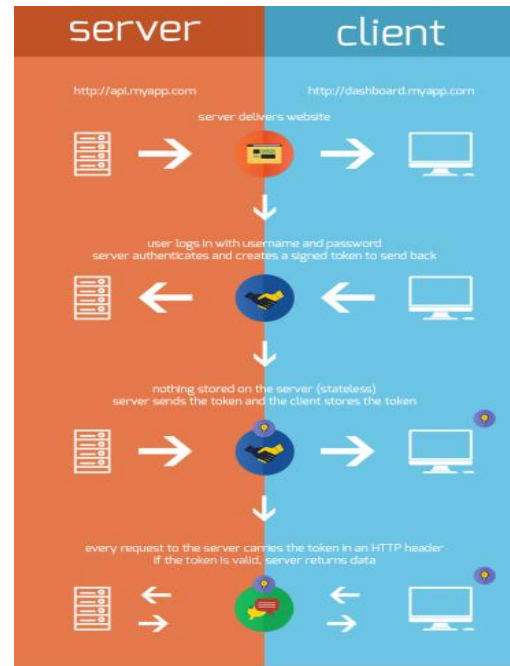 server
client
http://api.myapp.com
http://dashboard.myapp.com
server delivers website
user logs in with username and password
server authenticates and creates a signed token to send back
nothing stored on the server (stateless)
server sends the token and the client stores the token
every request to the server carries the token in an HTTP header
if the token is valid, server returns data